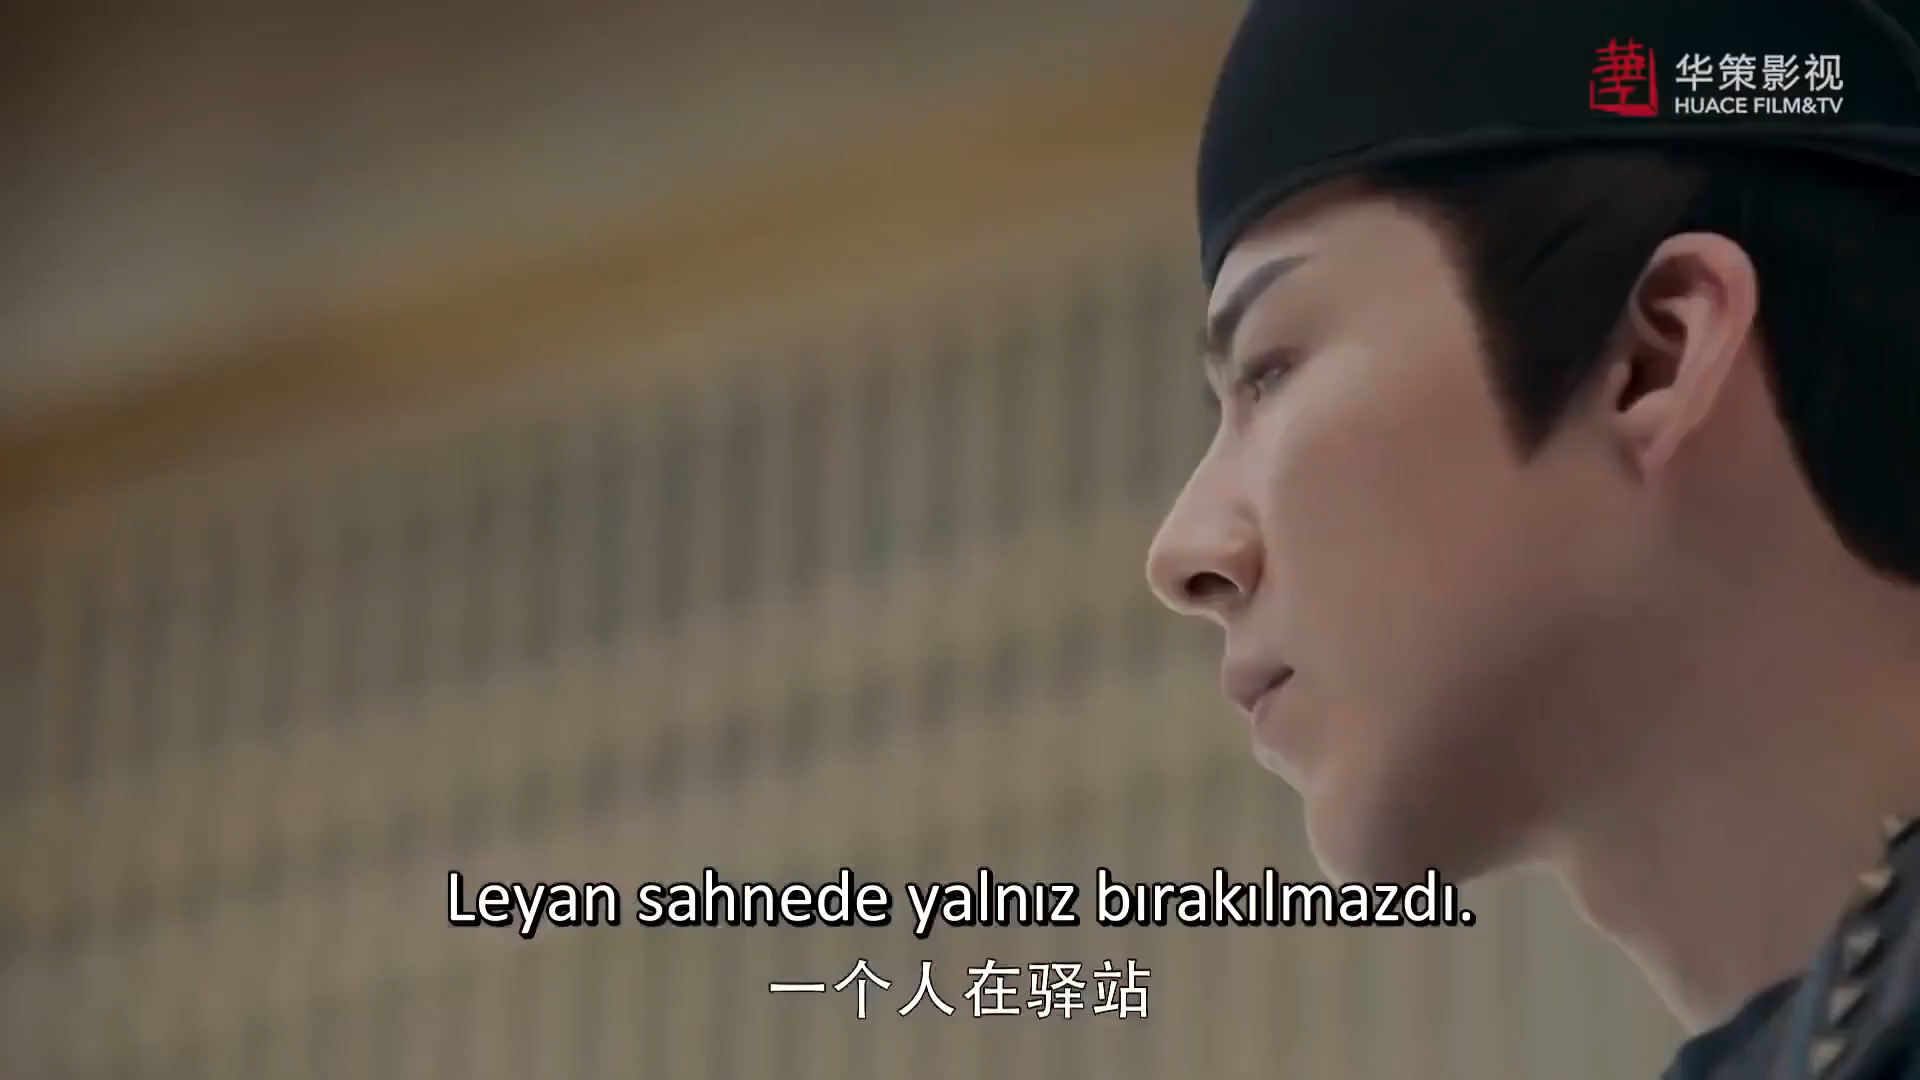 华策影视
HUACE FILM&TV
Leyan sahnede yalnız bırakılmazdı.
一个人在驿站